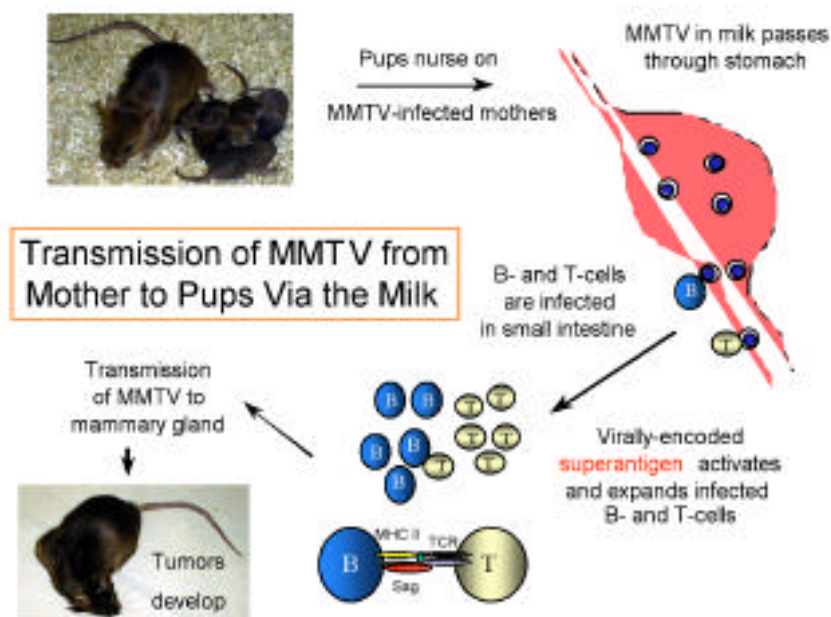 Pups nurse on
MMTV-infected mothers
MMTV in milk passes
through stomach
Transmission of MMTV from
Mother to Pups Via the Milk
B- and T-cells
are infected
in small intestine
B
T
Transmission
of MMTV to
mammary gland
B B
T T
B B T T
B T T T
Virally-encoded
superantigen activates
and expands infected
B- and T-cells
MHC II TCR
B T
Sag
Tumors
develop